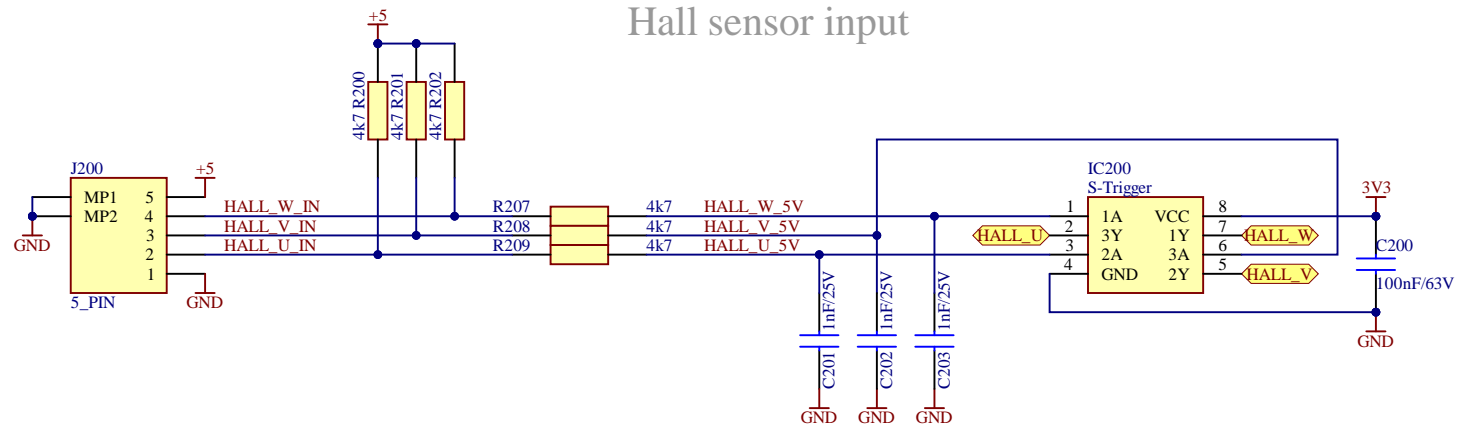 Hall sensor input
+5
4k7 R200
4k7 R201
4k7 R202
J200
+5
MP1 5
MP2 4
3
2
1
GND
GND
5_PIN
HALL_W_IN
HALL_V_IN
HALL_U_IN
R207 4k7 HALL_W_5V
R208 4k7 HALL_V_5V
R209 4k7 HALL_U_5V
C201 1nF/25V
C202 1nF/25V
C203 1nF/25V
GND
GND
GND
IC200
S-Trigger
1 1A VCC 8
HALL_U 2 3Y 1Y 7 HALL_W
3 2A 3A 6
4 GND 2Y 5 HALL_V
3V3
C200
100nF/63V
GND